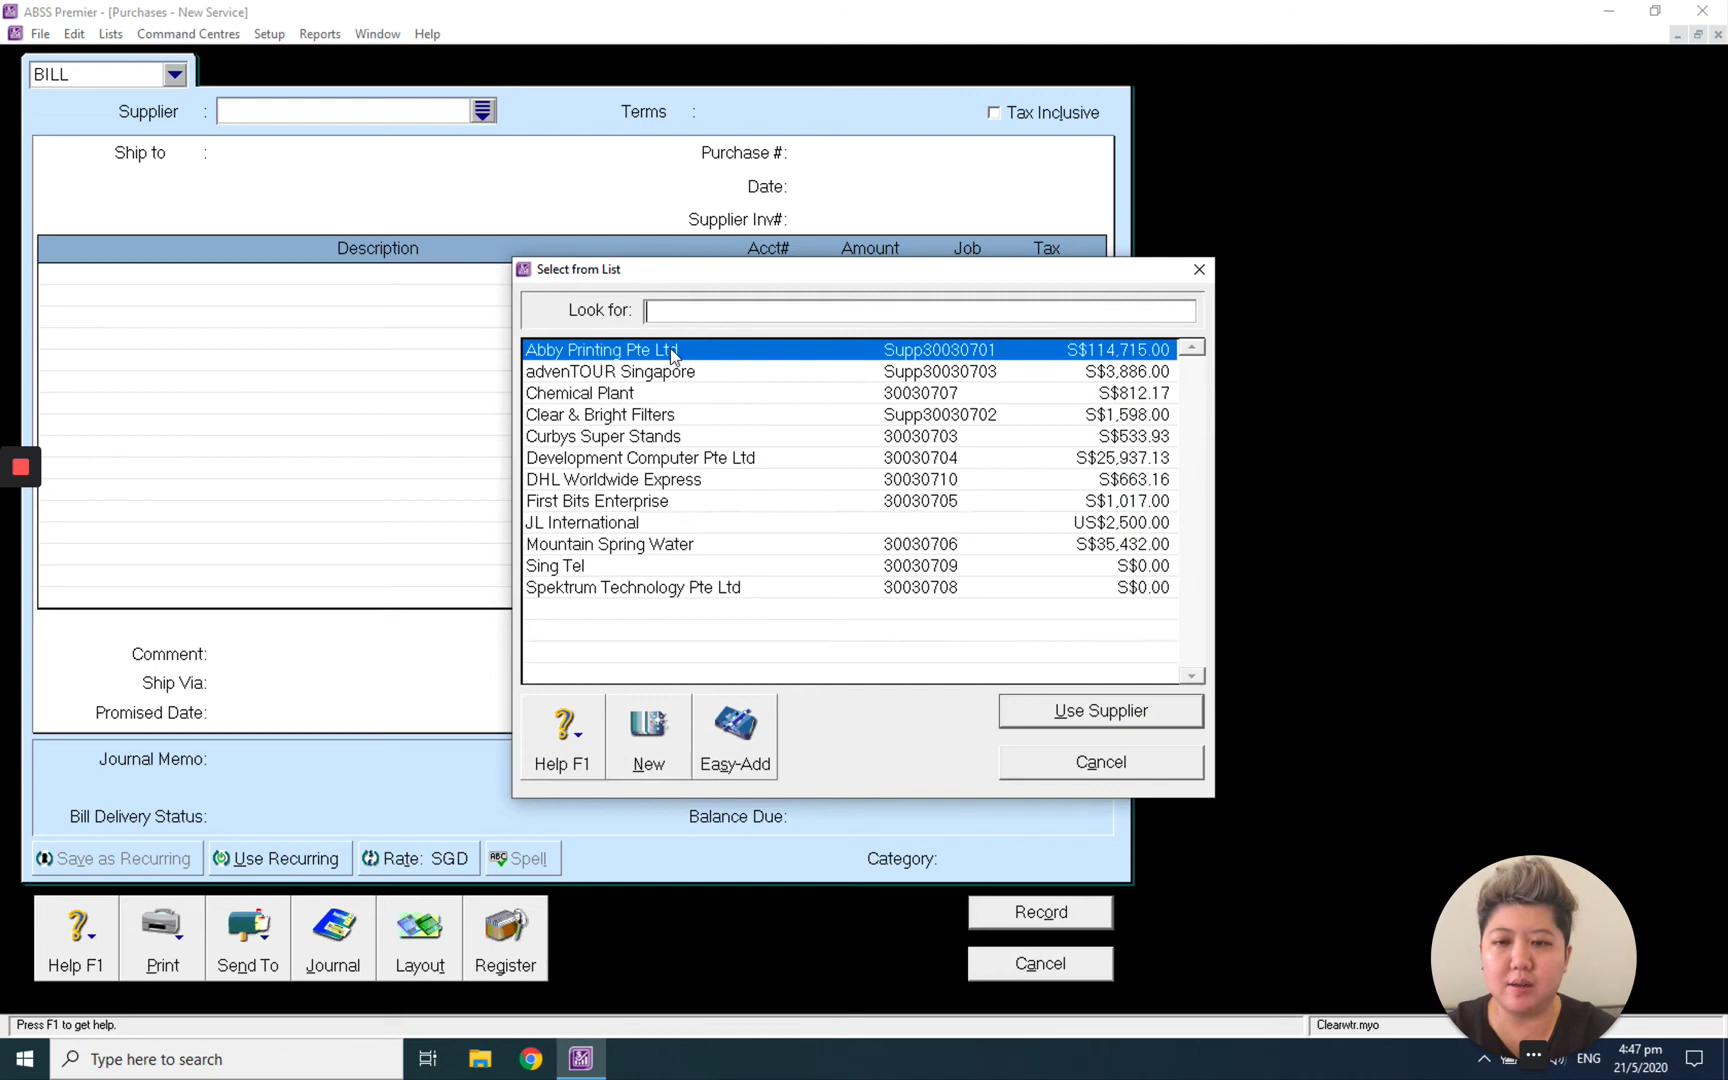 ABSS Premier - [Purchases - New Service]
File Edit Lists Command Centres Setup Reports Window Help
BILL
Supplier : Terms : Tax Inclusive
Ship to : Purchase #:
Date:
Supplier Inv#:
Description Acct# Amount Job Tax
Select from List
Look for:
Abby Printing Pte Ltd Supp30030701 S$114,715.00
advenTOUR Singapore Supp30030703 S$3,886.00
Chemical Plant 30030707 S$812.17
Clear & Bright Filters Supp30030702 S$1,598.00
Curbys Super Stands 30030703 S$533.93
Development Computer Pte Ltd 30030704 S$25,937.13
DHL Worldwide Express 30030710 S$663.16
First Bits Enterprise 30030705 S$1,017.00
JL International US$2,500.00
Mountain Spring Water 30030706 S$35,432.00
Sing Tel 30030709 S$0.00
Spektrum Technology Pte Ltd 30030708 S$0.00
Help F1 New Easy-Add Use Supplier
Cancel
Comment:
Ship Via:
Promised Date:
Journal Memo:
Bill Delivery Status: Balance Due:
Save as Recurring Use Recurring Rate: SGD ABC Spell Category:
Help F1 Print Send To Journal Layout Register Record
Cancel
Press F1 to get help. Clearwtr.myo
Type here to search ENG 4:47 pm
21/5/2020